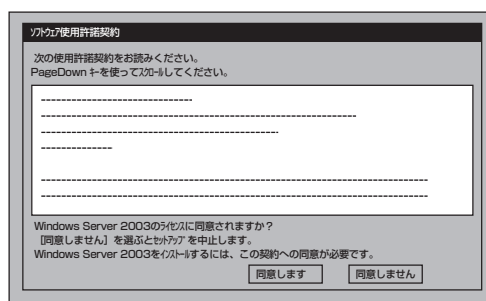 ｿﾌﾄｳｪｱ使用許諾契約
次の使用許諾契約をお読みください。
PageDown ｷｰを使ってｽｸﾛｰﾙしてください。
Windows Server 2003のﾗｲｾﾝｽに同意されますか？
［同意しません］を選ぶとｾｯﾄｱｯﾌﾟを中止します。
Windows Server 2003をｲﾝｽﾄｰﾙするには、この契約への同意が必要です。
同意します　同意しません